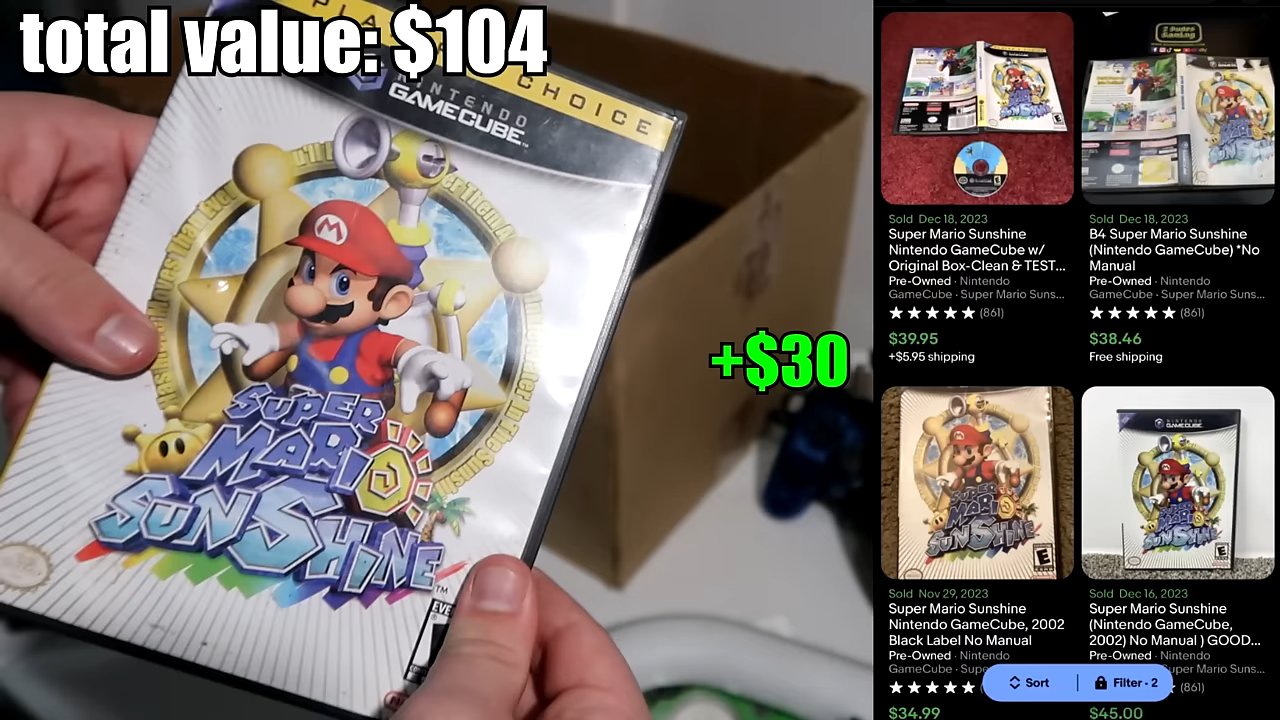 total value: $104
PLAYER'S CHOICE
NINTENDO
GAMECUBE™
SUPER
MARIO
SUNSHINE™
+$30
Sold Dec 18, 2023
Super Mario Sunshine
Nintendo GameCube w/
Original Box-Clean & TEST...
Pre-Owned · Nintendo
GameCube · Super Mario Suns...
(861)
$39.95
+$5.95 shipping
Sold Dec 18, 2023
B4 Super Mario Sunshine
(Nintendo GameCube) *No
Manual
Pre-Owned · Nintendo
GameCube · Super Mario Suns...
(861)
$38.46
Free shipping
Sold Nov 29, 2023
Super Mario Sunshine
Nintendo GameCube, 2002
Black Label No Manual
Pre-Owned · Nintendo
GameCube · Supe
$34.99
Sold Dec 16, 2023
Super Mario Sunshine
(Nintendo GameCube,
2002) No Manual ) GOOD...
Pre-Owned · Nintendo
Super Mario Suns...
(861)
$45.00
Sort
Filter · 2